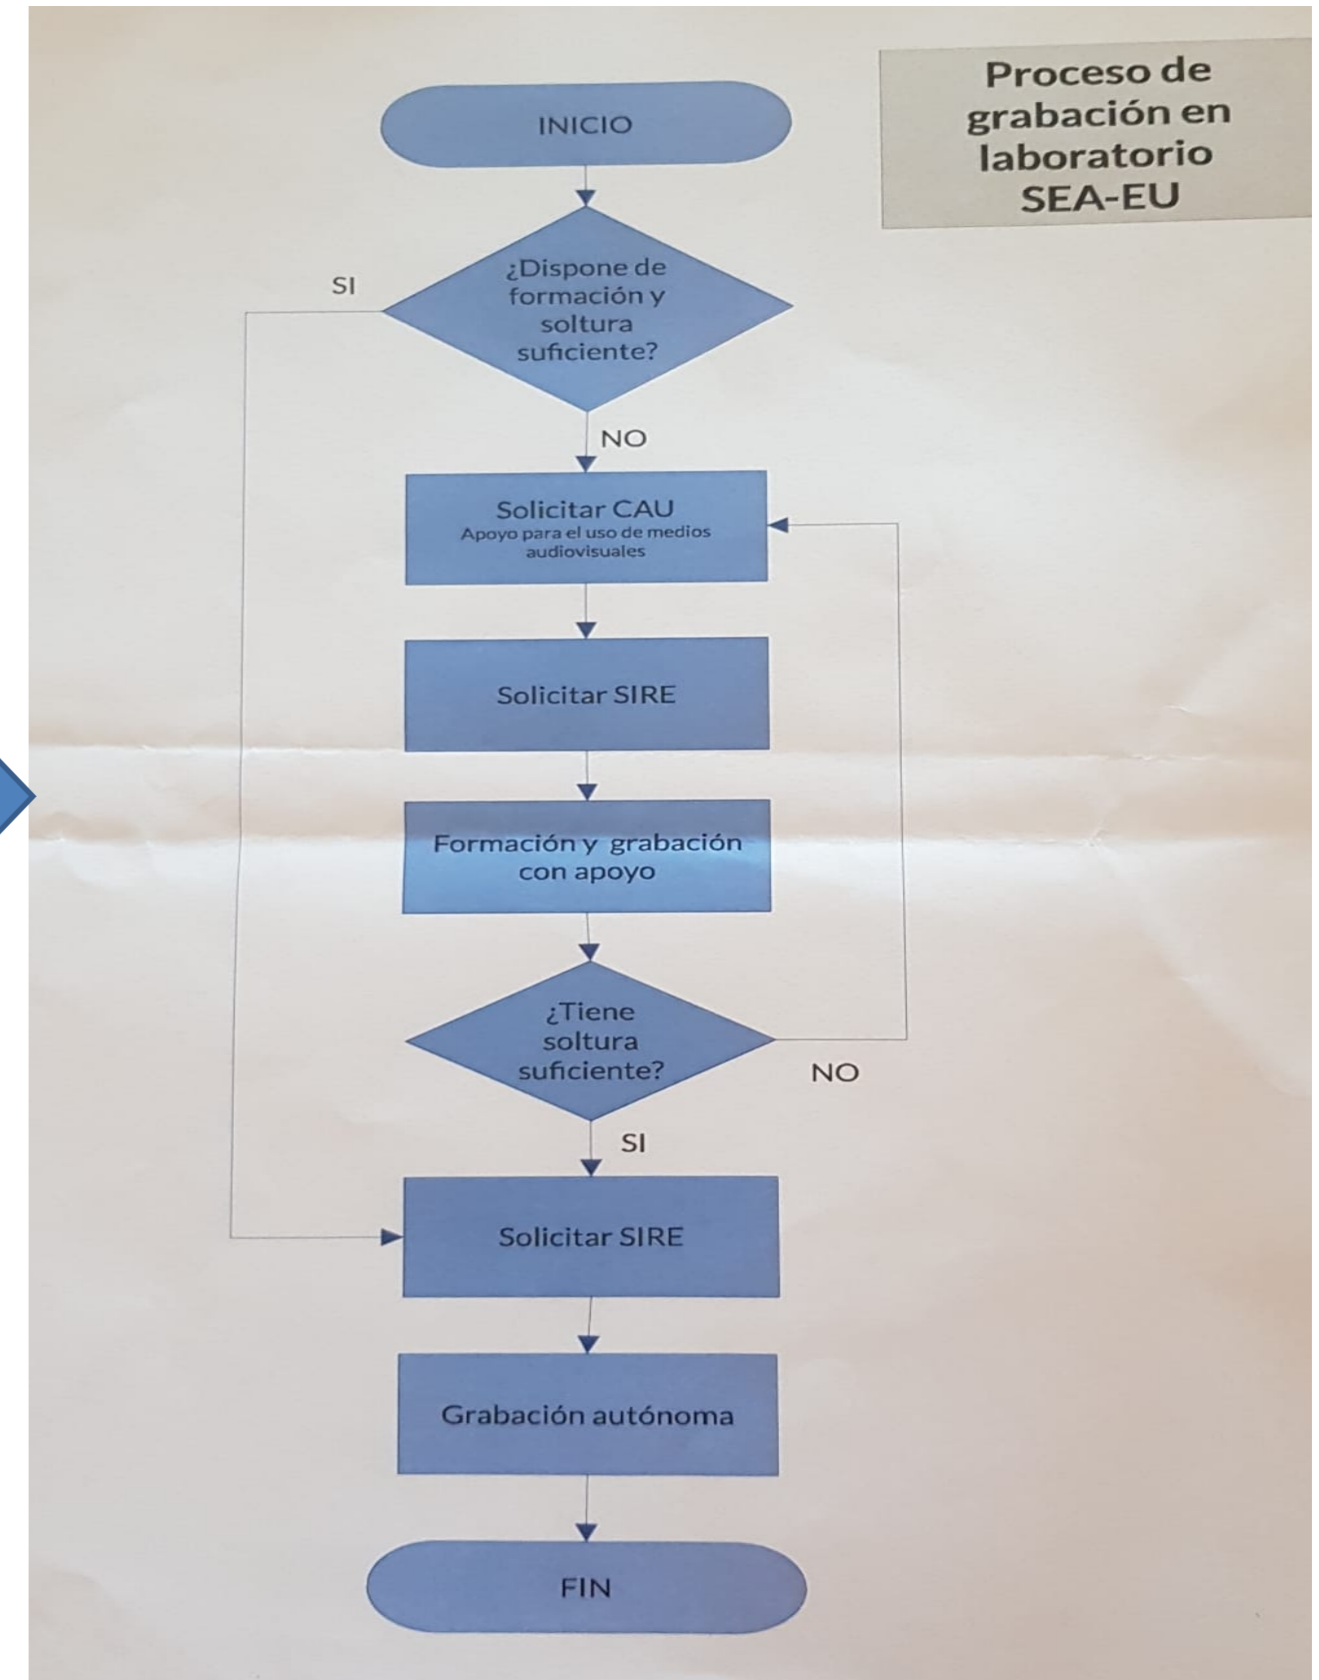 Proceso de
grabación en
laboratorio
SEA-EU
INICIO
¿Dispone de
formación y
soltura
suficiente?
SI
NO
Solicitar CAU
Apoyo para el uso de medios
audiovisuales
Solicitar SIRE
Formación y grabación
con apoyo
¿Tiene
soltura
suficiente?
NO
SI
Solicitar SIRE
Grabación autónoma
FIN